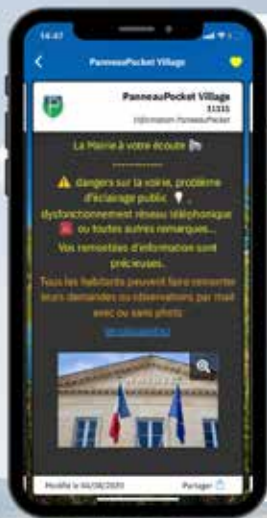 14:47
PanneauPocket Village
PanneauPocket Village
11111
Information PanneauPocket
La Mairie à votre écoute
------------
dangers sur la voirie, problème
d'éclairage public ,
dysfonctionnement réseau téléphonique
ou toutes autres remarques...
Vos remontées d'information sont
précieuses.
Tous les habitants peuvent faire remonter
leurs demandes ou observations par mail
avec ou sans photo
Modifié le 04/08/2020
Partager